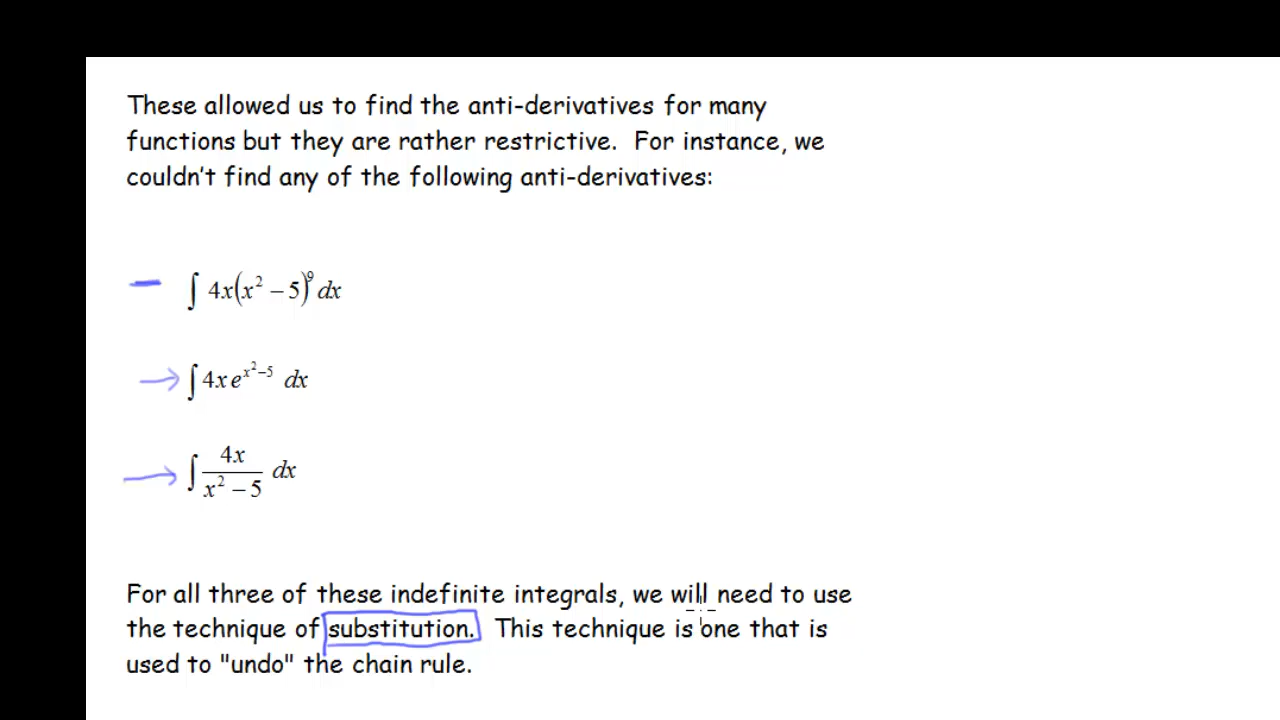 These allowed us to find the anti-derivatives for many
functions but they are rather restrictive. For instance, we
couldn't find any of the following anti-derivatives:
∫ 4x(x² – 5)⁹ dx
∫ 4x e^(x²–5) dx
∫ 4x / (x² – 5) dx
For all three of these indefinite integrals, we will need to use
the technique of substitution. This technique is one that is
used to "undo" the chain rule.